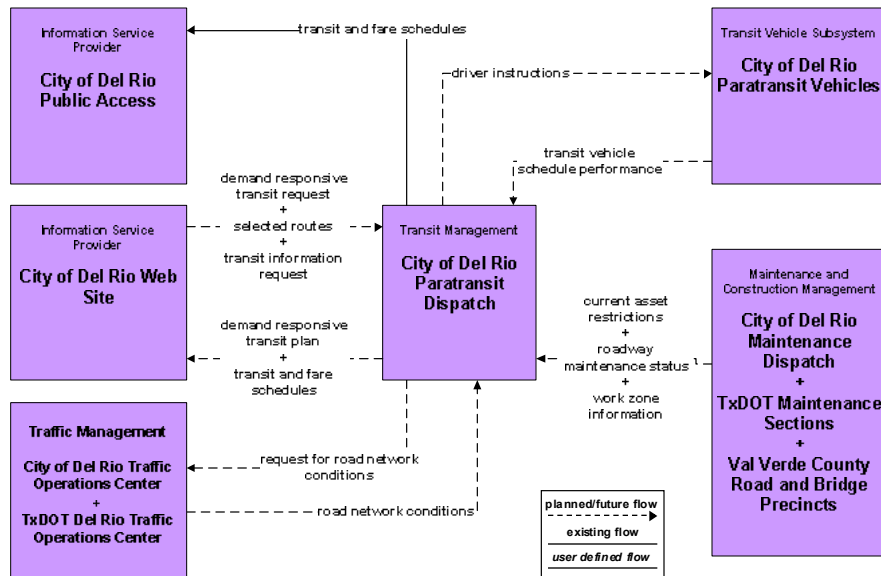 Information Service
Provider
City of Del Rio
Public Access
transit and fare schedules
Transit Vehicle Subsystem
City of Del Rio
Paratransit Vehicles
driver instructions
transit vehicle
schedule performance
Information Service
Provider
City of Del Rio Web
Site
demand responsive
transit request
+
selected routes
+
transit information
request
Transit Management
City of Del Rio
Paratransit
Dispatch
demand responsive
transit plan
+
transit and fare
schedules
current asset
restrictions
+
roadway
maintenance status
+
work zone
information
Maintenance and
Construction Management
City of Del Rio
Maintenance
Dispatch
+
TxDOT Maintenance
Sections
+
Val Verde County
Road and Bridge
Precincts
Traffic Management
City of Del Rio Traffic
Operations Center
+
TxDOT Del Rio Traffic
Operations Center
request for road network
conditions
road network conditions
planned/future flow
existing flow
user defined flow